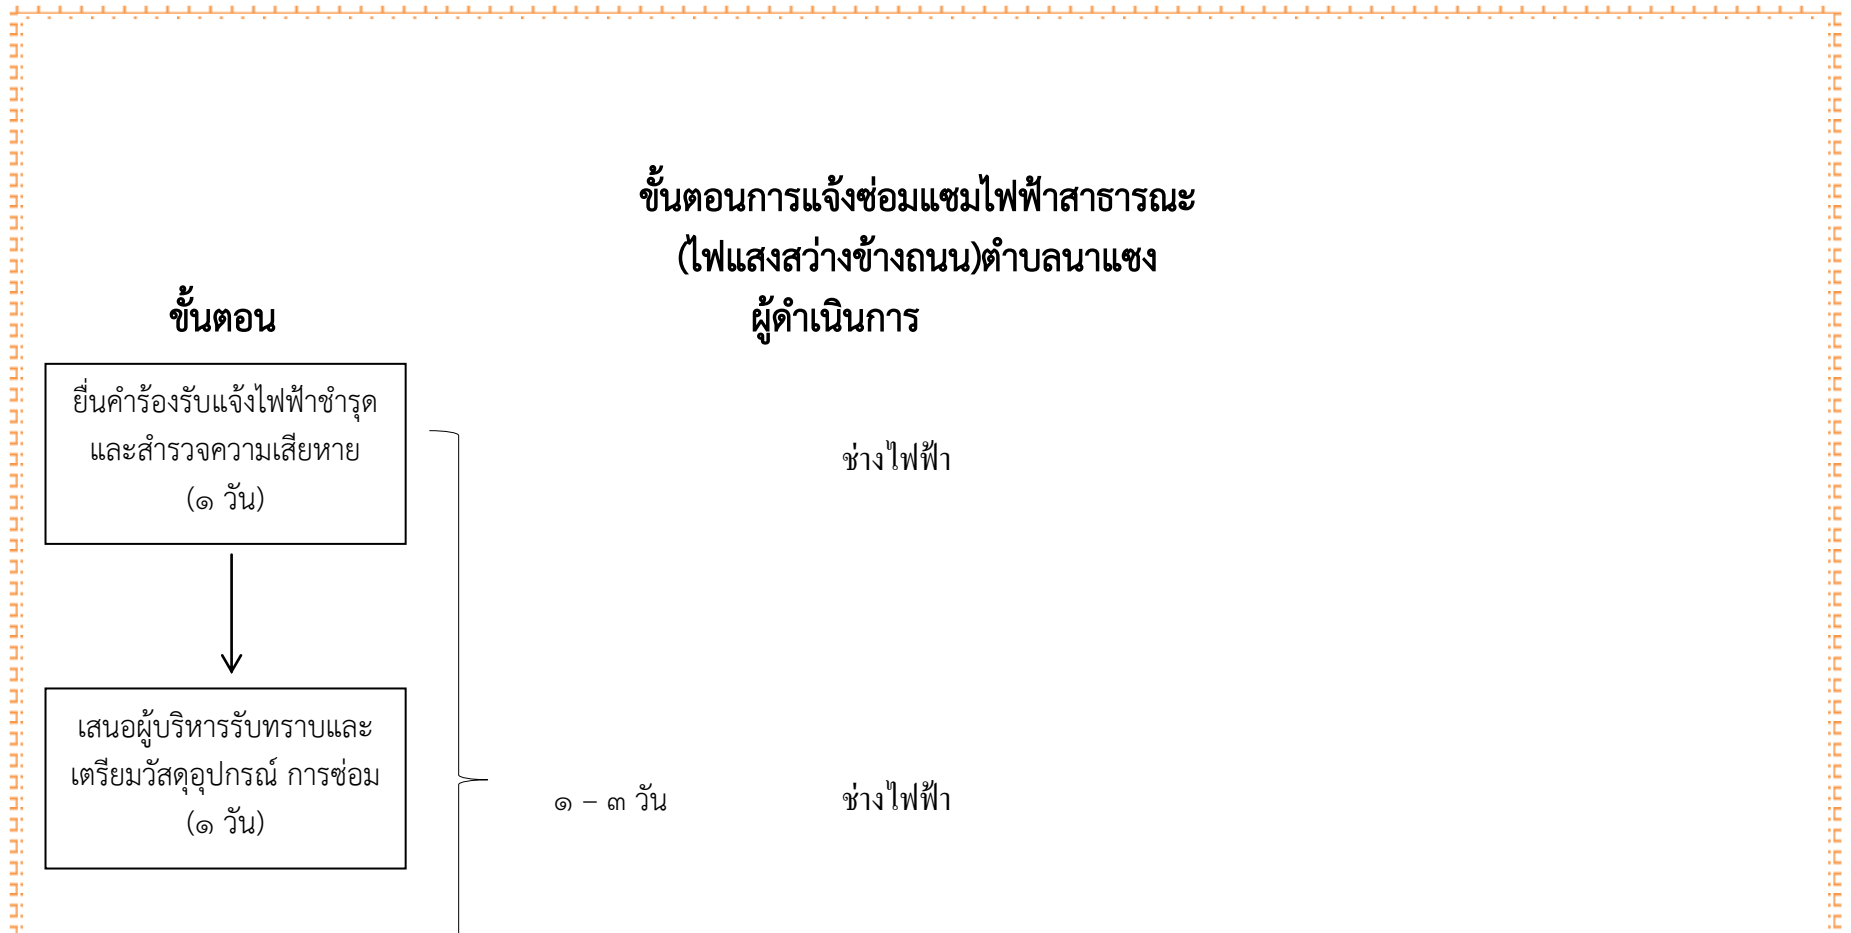 ขั้นตอนการแจ้งซ่อมแซมไฟฟ้าสาธารณะ
(ไฟแสงสว่างข้างถนน)ตำบลนาแซง
ขั้นตอน ผู้ดำเนินการ
ยื่นคำร้องรับแจ้งไฟฟ้าชำรุด
และสำรวจความเสียหาย
(๑ วัน)
ช่างไฟฟ้า
เสนอผู้บริหารรับทราบและ
เตรียมวัสดุอุปกรณ์ การซ่อม
(๑ วัน)
๑ – ๓ วัน ช่างไฟฟ้า